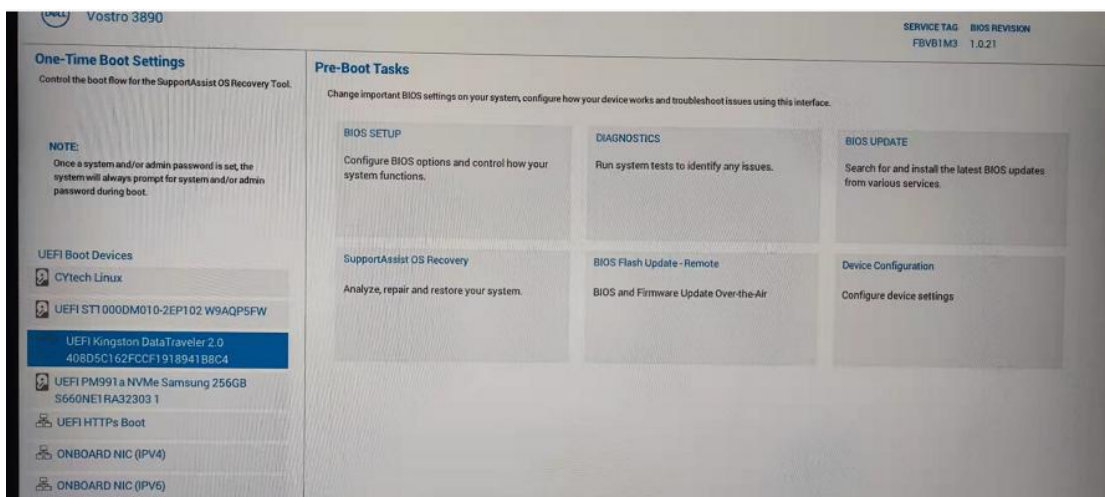 DELL
Vostro 3890
SERVICE TAG BIOS REVISION
FBVB1M3 1.0.21
One-Time Boot Settings
Control the boot flow for the SupportAssist OS Recovery Tool.
NOTE:
Once a system and/or admin password is set, the
system will always prompt for system and/or admin
password during boot.
UEFI Boot Devices
CYtech Linux
UEFI ST1000DM010-2EP102 W9AQP5FW
UEFI Kingston DataTraveler 2.0
408D5C162FCCF1918941B8C4
UEFI PM991a NVMe Samsung 256GB
S660NE1RA32303 1
UEFI HTTPs Boot
ONBOARD NIC (IPV4)
ONBOARD NIC (IPV6)
Pre-Boot Tasks
Change important BIOS settings on your system, configure how your device works and troubleshoot issues using this interface.
BIOS SETUP
Configure BIOS options and control how your
system functions.
DIAGNOSTICS
Run system tests to identify any issues.
BIOS UPDATE
Search for and install the latest BIOS updates
from various services.
SupportAssist OS Recovery
Analyze, repair and restore your system.
BIOS Flash Update - Remote
BIOS and Firmware Update Over-the-Air
Device Configuration
Configure device settings